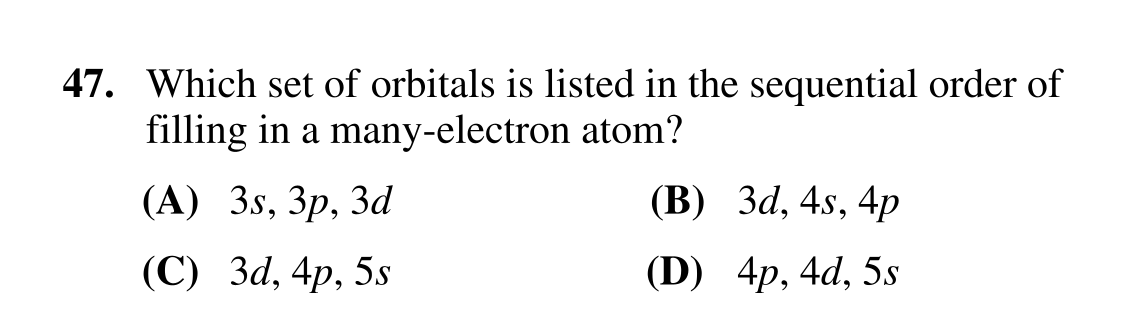 47. Which set of orbitals is listed in the sequential order of
filling in a many-electron atom?
(A) 3s, 3p, 3d (B) 3d, 4s, 4p
(C) 3d, 4p, 5s (D) 4p, 4d, 5s